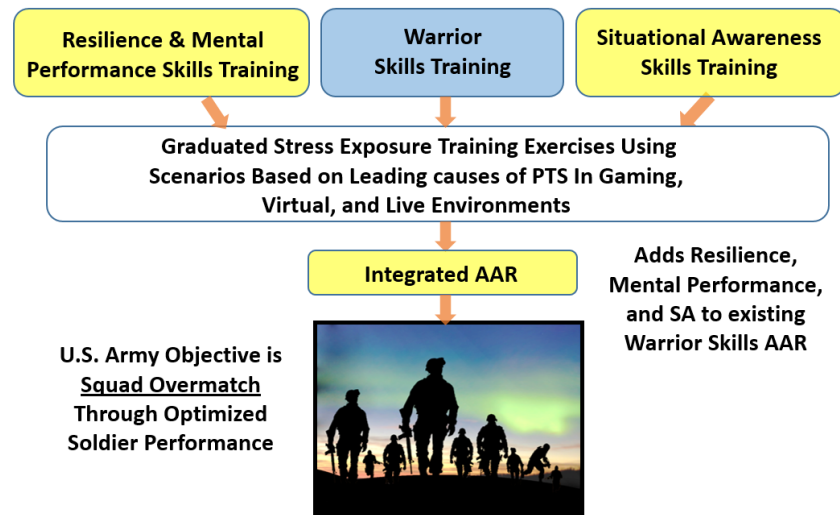 Resilience & Mental
Performance Skills Training
Warrior
Skills Training
Situational Awareness
Skills Training
Graduated Stress Exposure Training Exercises Using
Scenarios Based on Leading causes of PTS In Gaming,
Virtual, and Live Environments
Integrated AAR
Adds Resilience,
Mental Performance,
and SA to existing
Warrior Skills AAR
U.S. Army Objective is
Squad Overmatch
Through Optimized
Soldier Performance